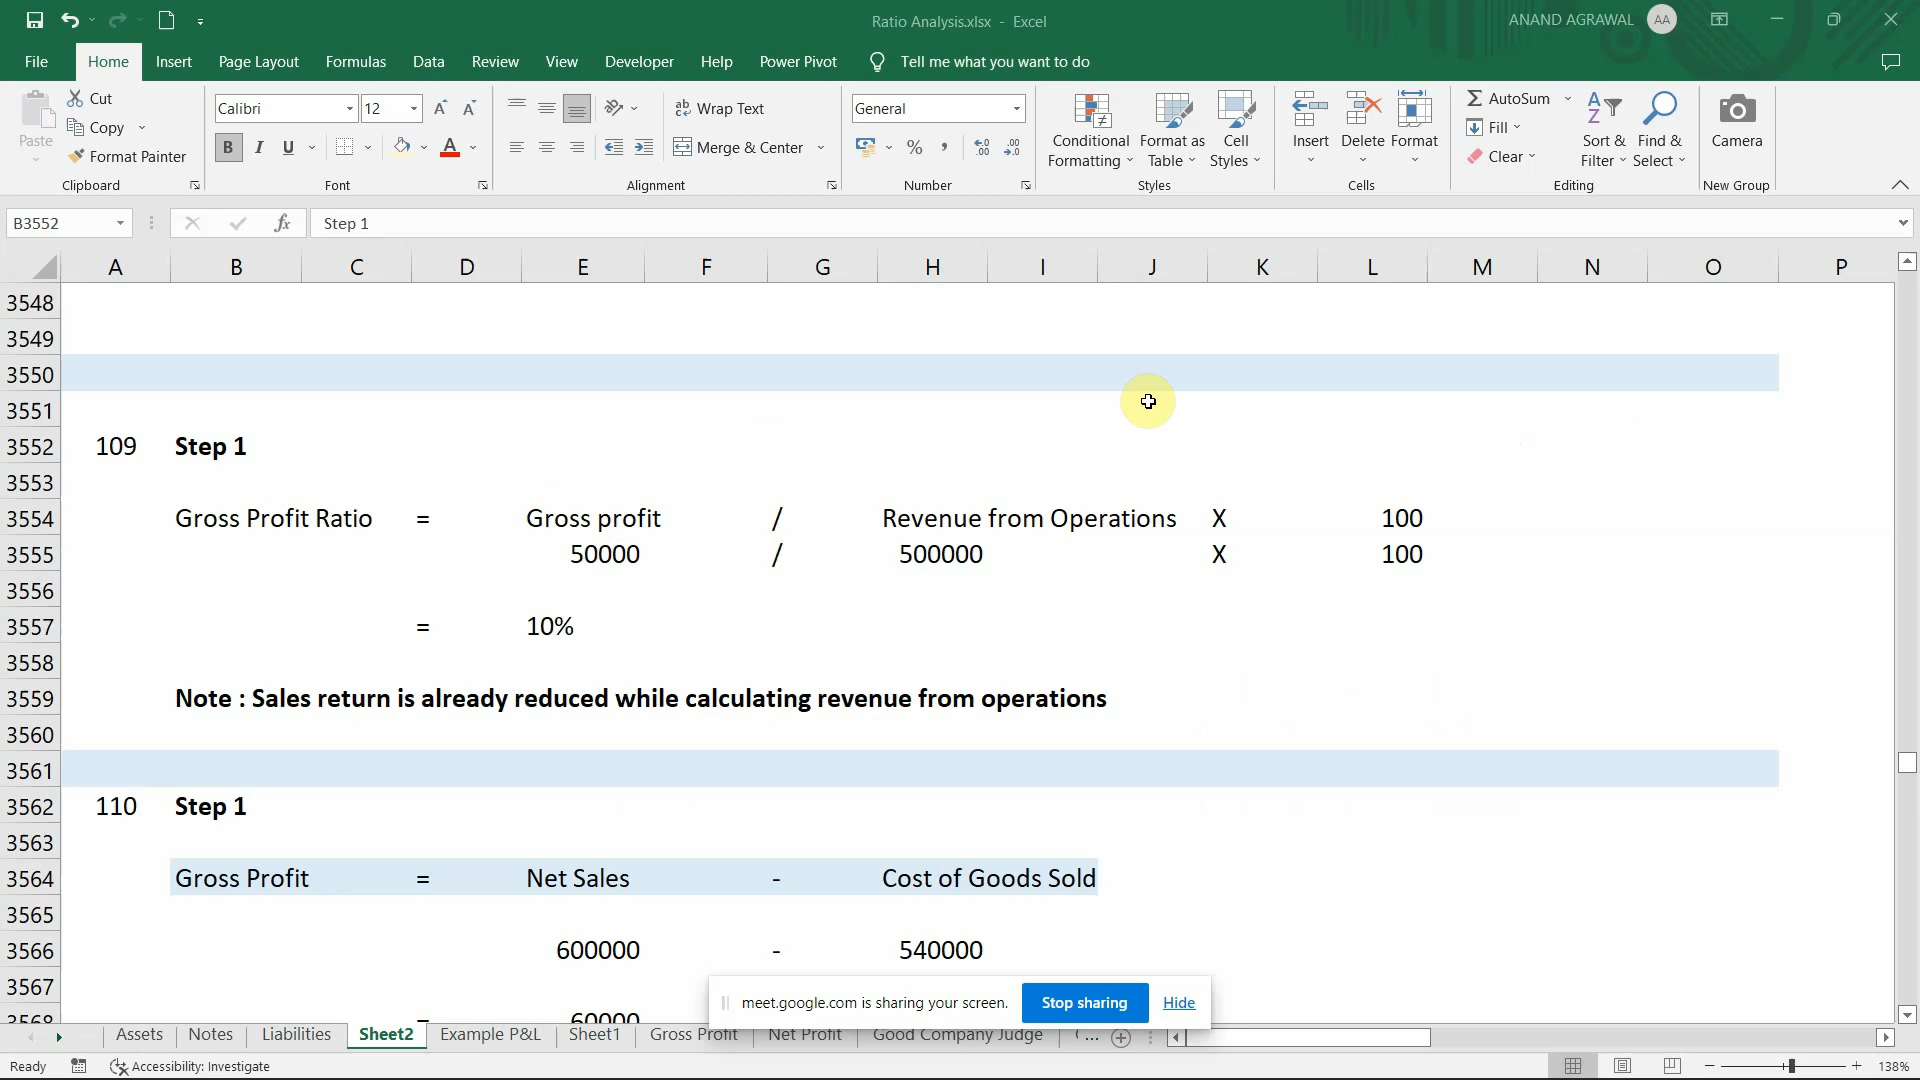 Ratio Analysis.xlsx - Excel
ANAND AGRAWAL AA
File Home Insert Page Layout Formulas Data Review View Developer Help Power Pivot Tell me what you want to do
Paste
Cut
Copy
Format Painter
Clipboard
Calibri 12
B I U A
Font
Wrap Text
Merge & Center
Alignment
General
%
Number
Conditional Formatting
Format as Table
Cell Styles
Styles
Insert Delete Format
Cells
AutoSum
Fill
Clear
Sort & Filter
Find & Select
Editing
Camera
New Group
B3552 fx Step 1
A B C D E F G H I J K L M N O P
3548
3549
3550
3551
3552 109 Step 1
3553
3554 Gross Profit Ratio = Gross profit / Revenue from Operations X 100
3555 50000 / 500000 X 100
3556
3557 = 10%
3558
3559 Note : Sales return is already reduced while calculating revenue from operations
3560
3561
3562 110 Step 1
3563
3564 Gross Profit = Net Sales - Cost of Goods Sold
3565
3566 600000 - 540000
3567
3568 = 60000
meet.google.com is sharing your screen. Stop sharing Hide
Assets Notes Liabilities Sheet2 Example P&L Sheet1 Gross Profit Net Profit Good Company Judge ...
Ready Accessibility: Investigate 138%